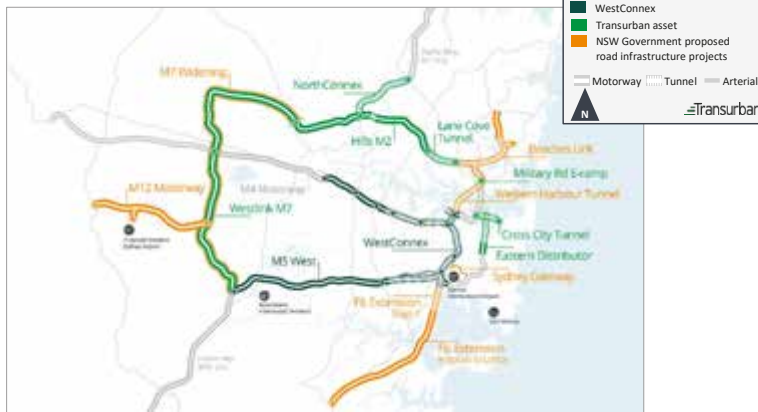 WestConnex
Transurban asset
NSW Government proposed
road infrastructure projects
Motorway
Tunnel
Arterial
N
Transurban
M7 Widening
NorthConnex
Hills M2
Lane Cove
Tunnel
Beaches Link
Military Rd E-ramp
Western Harbour Tunnel
M12 Motorway
M4 Motorway
Westlink M7
WestConnex
Cross City Tunnel
Eastern Distributor
M5 West
Sydney Gateway
F6 Extension
Stage 1
F6 Extension